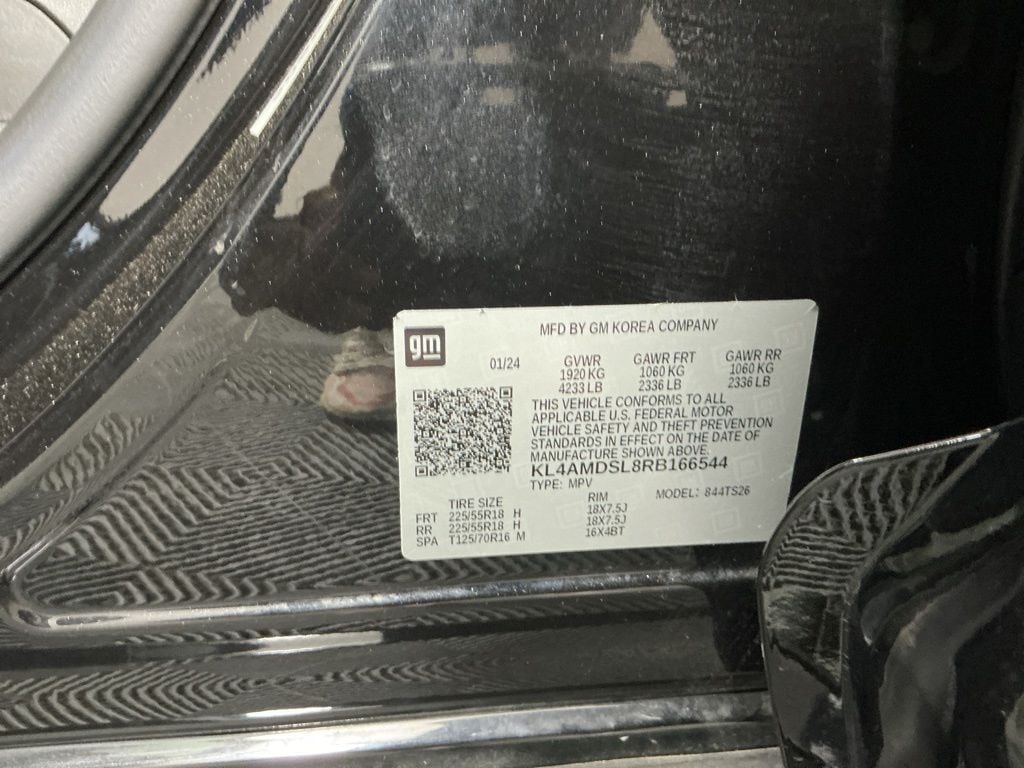 gm
MFD BY GM KOREA COMPANY
01/24 GVWR GAWR FRT GAWR RR
1920 KG 1060 KG 1060 KG
4233 LB 2336 LB 2336 LB
THIS VEHICLE CONFORMS TO ALL
APPLICABLE U.S. FEDERAL MOTOR
VEHICLE SAFETY AND THEFT PREVENTION
STANDARDS IN EFFECT ON THE DATE OF
MANUFACTURE SHOWN ABOVE.
KL4AMDSL8RB166544
TYPE: MPV MODEL: 844TS26
TIRE SIZE RIM
FRT 225/55R18 H 18X7.5J
RR 225/55R18 H 18X7.5J
SPA T125/70R16 M 16X4BT